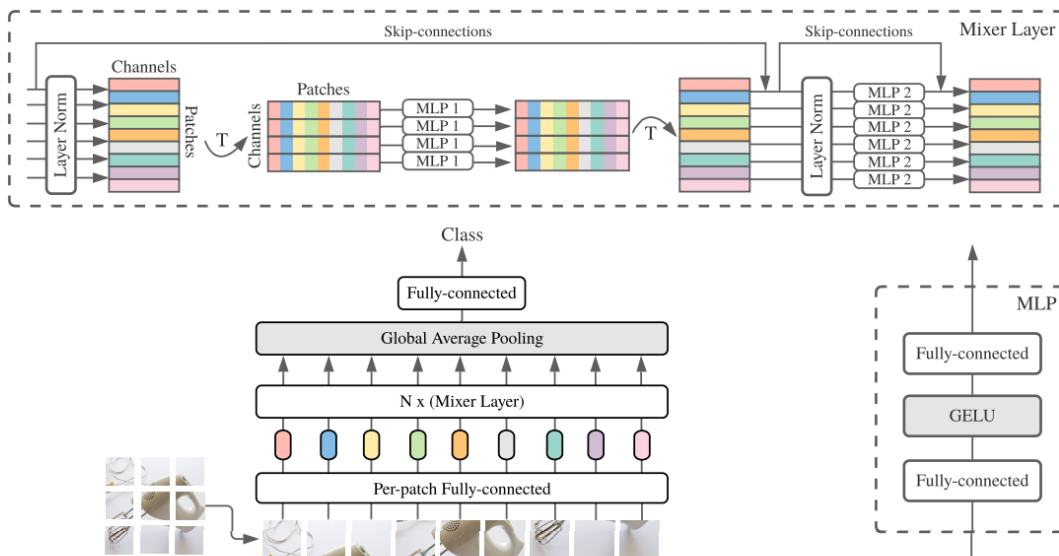 Skip-connections
Skip-connections
Mixer Layer
Channels
Layer Norm
Patches
T
Patches
Channels
MLP 1
MLP 1
MLP 1
MLP 1
T
Layer Norm
MLP 2
MLP 2
MLP 2
MLP 2
MLP 2
MLP 2
Class
Fully-connected
Global Average Pooling
N x (Mixer Layer)
Per-patch Fully-connected
MLP
Fully-connected
GELU
Fully-connected